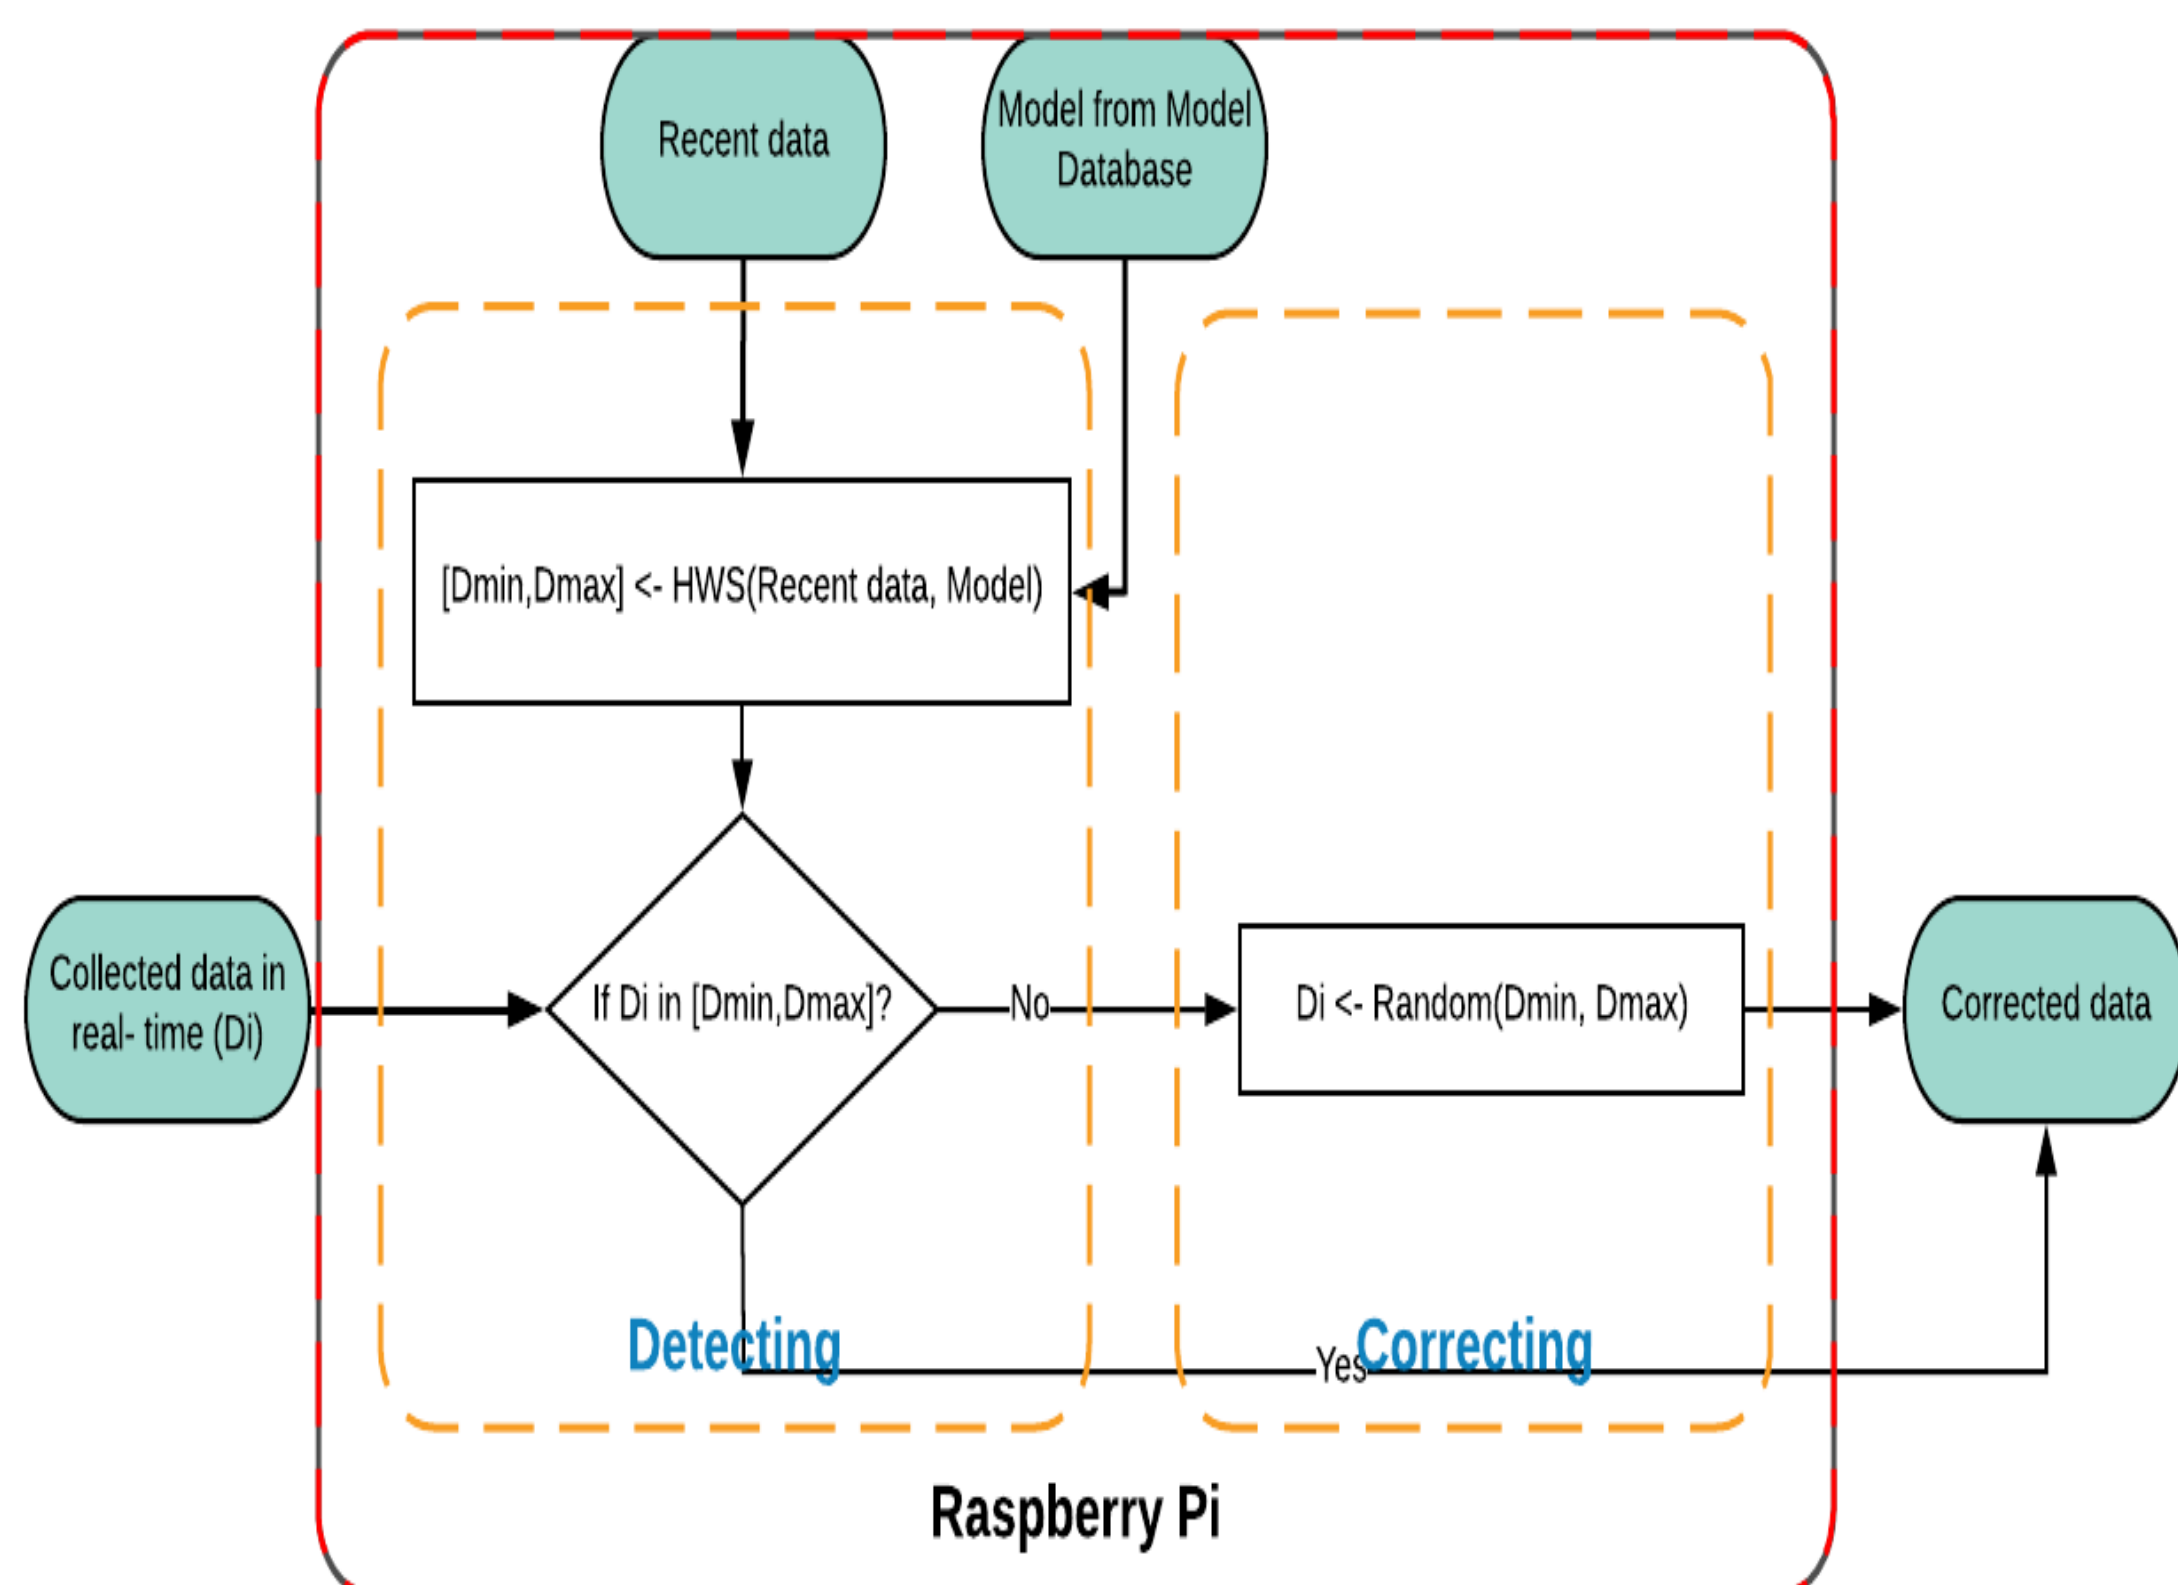 Recent data
Model from Model
Database
[Dmin,Dmax] <- HWS(Recent data, Model)
Collected data in
real- time (Di)
If Di in [Dmin,Dmax]?
No
Di <- Random(Dmin, Dmax)
Corrected data
Detecting
Yes
Correcting
Raspberry Pi